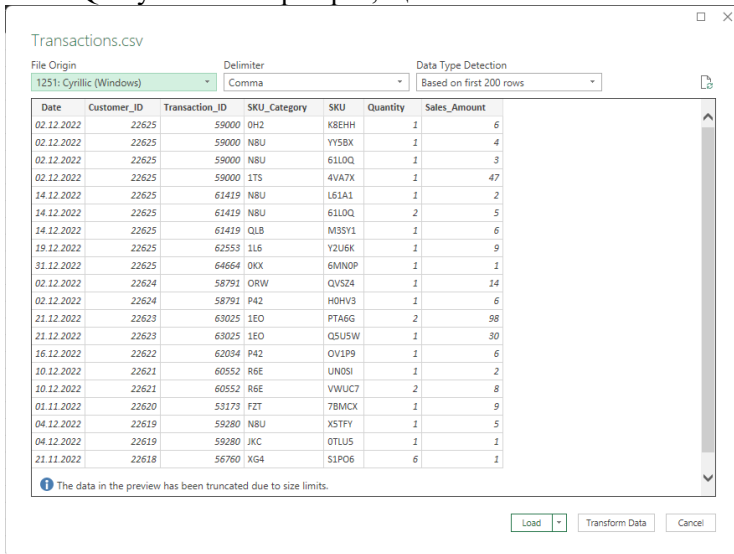 Transactions.csv
File Origin Delimiter Data Type Detection
1251: Cyrillic (Windows) Comma Based on first 200 rows
Date Customer_ID Transaction_ID SKU_Category SKU Quantity Sales_Amount
02.12.2022 22625 59000 0H2 K8EHH 1 6
02.12.2022 22625 59000 N8U YY5BX 1 4
02.12.2022 22625 59000 N8U 61L0Q 1 3
02.12.2022 22625 59000 1TS 4VA7X 1 47
14.12.2022 22625 61419 N8U L61A1 1 2
14.12.2022 22625 61419 N8U 61L0Q 2 5
14.12.2022 22625 61419 QLB M3SY1 1 6
19.12.2022 22625 62553 1L6 Y2U6K 1 9
31.12.2022 22625 64664 0KX 6MN0P 1 1
02.12.2022 22624 58791 ORW QVSZ4 1 14
02.12.2022 22624 58791 P42 H0HV3 1 6
21.12.2022 22623 63025 1EO PTA6G 2 98
21.12.2022 22623 63025 1EO Q5U5W 1 30
16.12.2022 22622 62034 P42 OV1P9 1 6
10.12.2022 22621 60552 R6E UN0SI 1 2
10.12.2022 22621 60552 R6E VWUC7 2 8
01.11.2022 22620 53173 FZT 7BMCX 1 9
04.12.2022 22619 59280 N8U X5TFY 1 5
04.12.2022 22619 59280 JKC 0TLU5 1 1
21.11.2022 22618 56760 XG4 S1PO6 6 1
The data in the preview has been truncated due to size limits.
Load Transform Data Cancel